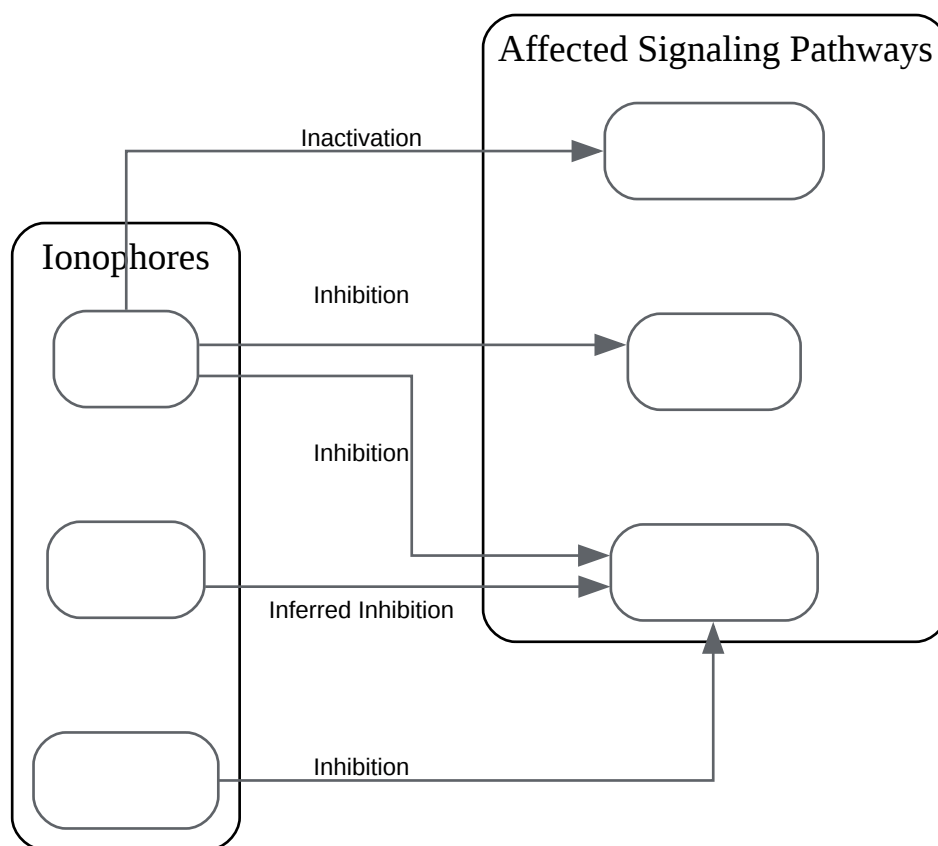 Affected Signaling Pathways
Inactivation
Ionophores
Inhibition
Inhibition
Inferred Inhibition
Inhibition